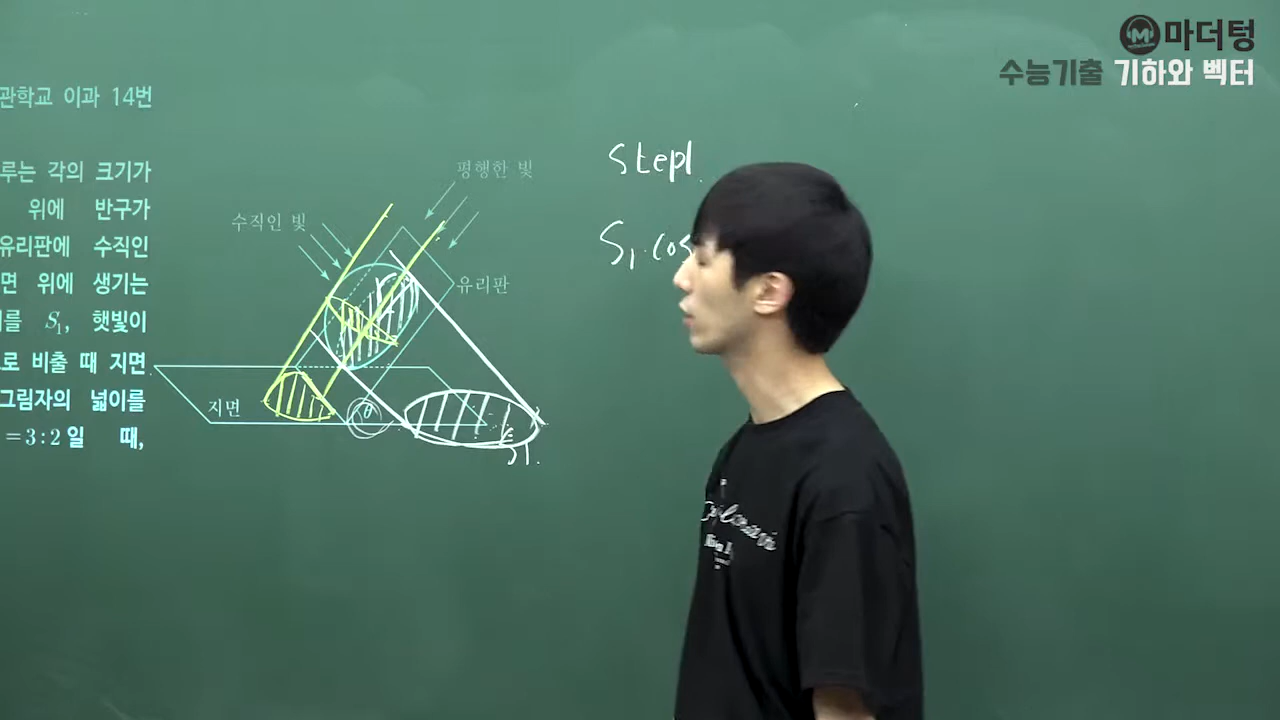 마더텅
수능기출 기하와 벡터
관학교 이과 14번
루는 각의 크기가
위에 반구가
유리판에 수직인
면 위에 생기는
를 S₁, 햇빛이
로 비출 때 지면
그림자의 넓이를
=3:2일 때,
평행한 빛
수직인 빛
유리판
지면
θ
S1.
Step1.
S₁·cos